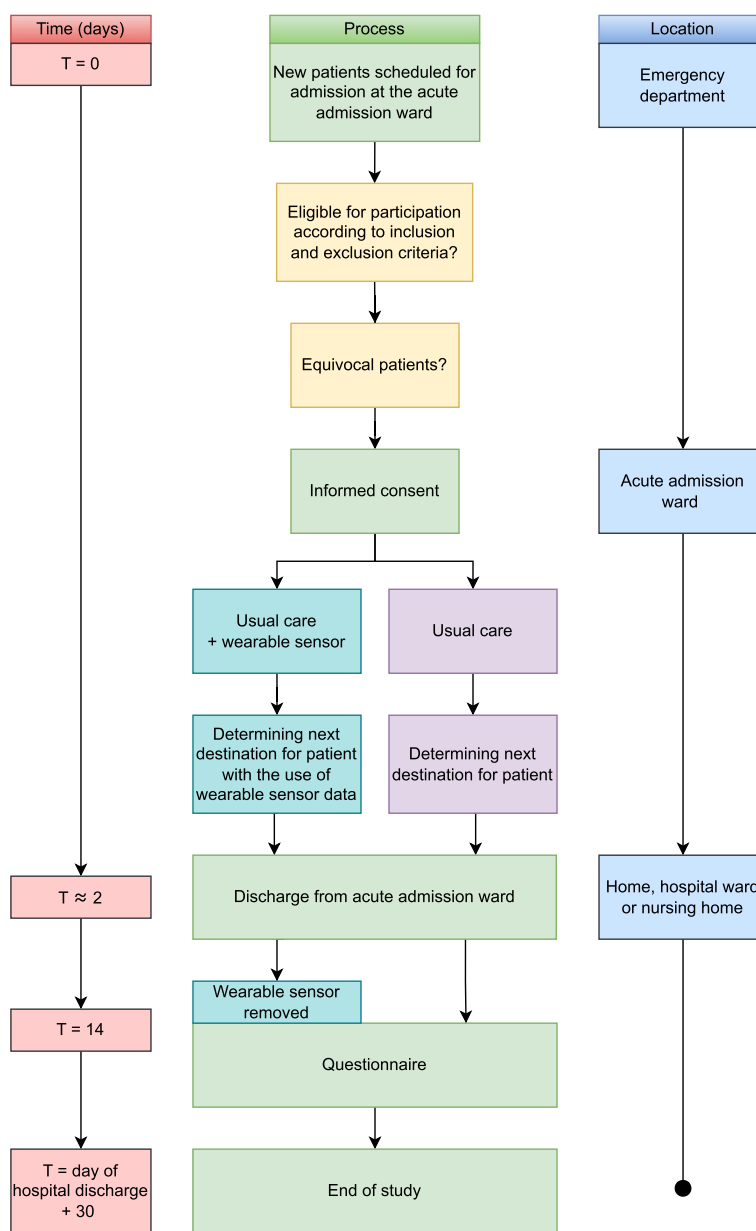 Time (days)
Process
Location
T = 0
New patients scheduled for
admission at the acute
admission ward
Emergency
department
Eligible for participation
according to inclusion
and exclusion criteria?
Equivocal patients?
Informed consent
Acute admission
ward
Usual care
+ wearable sensor
Usual care
Determining next
destination for patient
with the use of
wearable sensor data
Determining next
destination for patient
T ≈ 2
Discharge from acute admission ward
Home, hospital ward
or nursing home
Wearable sensor
removed
T = 14
Questionnaire
T = day of
hospital discharge
+ 30
End of study